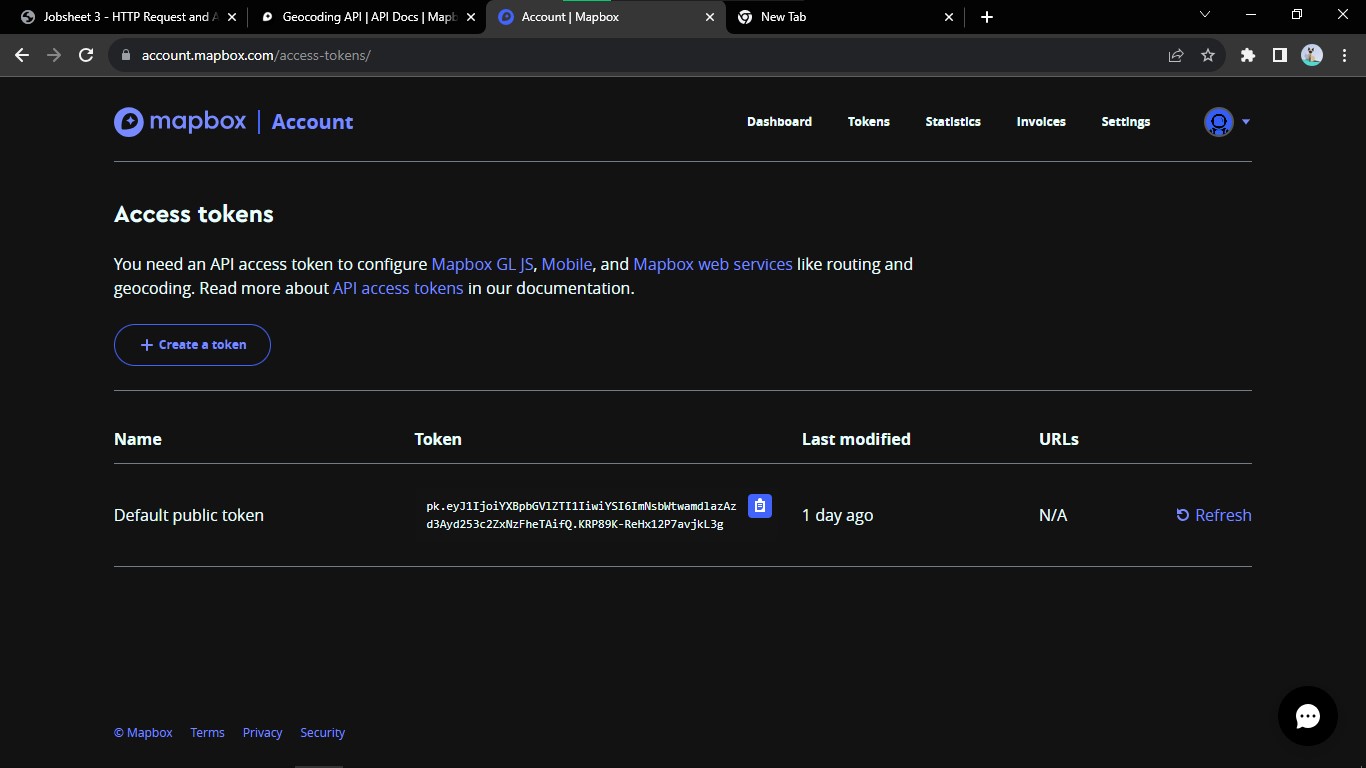 Jobsheet 3 - HTTP Request and A
Geocoding API | API Docs | Mapb
Account | Mapbox
New Tab
account.mapbox.com/access-tokens/
mapbox | Account
Dashboard
Tokens
Statistics
Invoices
Settings
Access tokens
You need an API access token to configure Mapbox GL JS, Mobile, and Mapbox web services like routing and
geocoding. Read more about API access tokens in our documentation.
+ Create a token
Name
Token
Last modified
URLs
Default public token
pk.eyJ1IjoiYXBpbGV1ZTI1IiwiYSI6ImNsbWtwamdlazAz
d3Ayd253c2ZxNzFheTAifQ.KRP89K-ReHx12P7avjkL3g
1 day ago
N/A
Refresh
© Mapbox
Terms
Privacy
Security